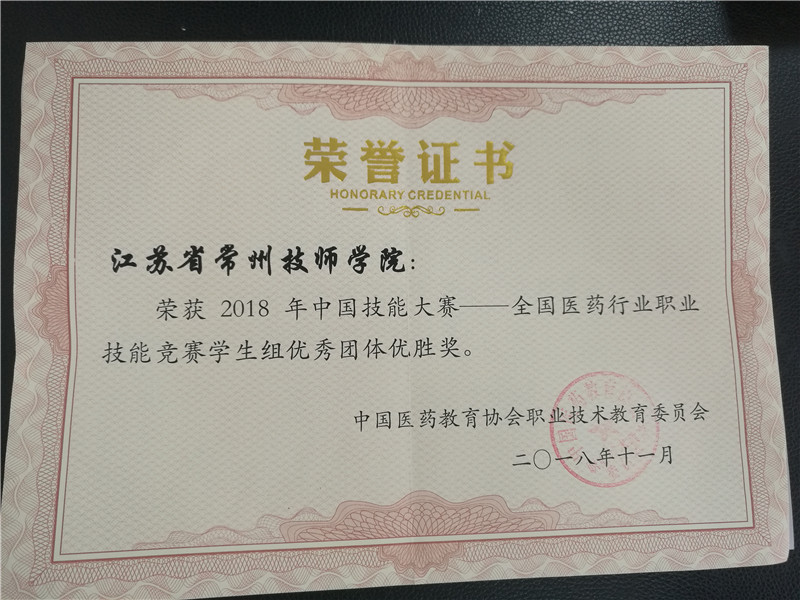 荣誉证书
HONORARY CREDENTIAL
江苏省常州技师学院：
荣获 2018 年中国技能大赛——全国医药行业职业
技能竞赛学生组优秀团体优胜奖。
中国医药教育协会职业技术教育委员会
二〇一八年十一月